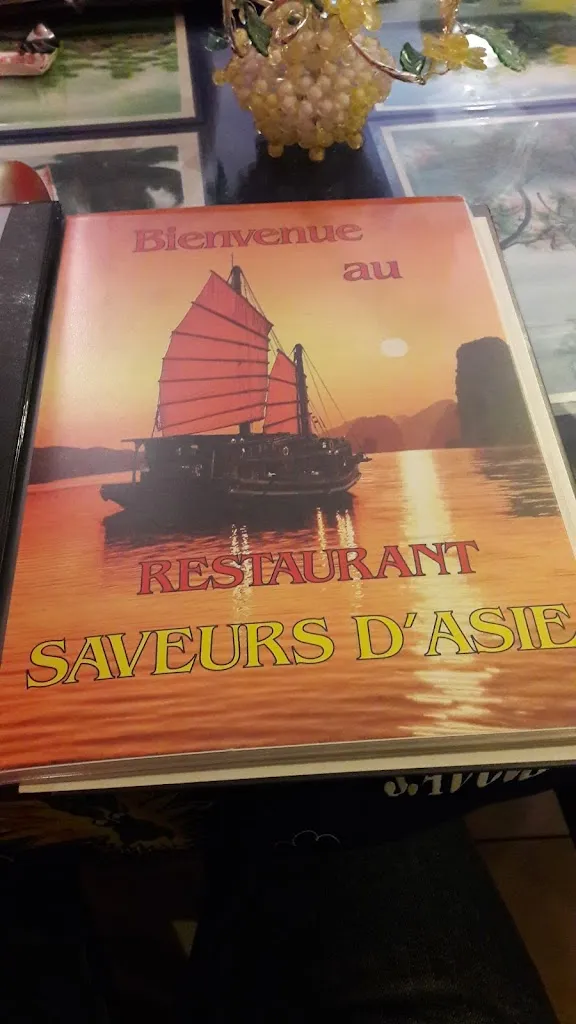 Bienvenue
au
RESTAURANT
SAVEURS D'ASIE